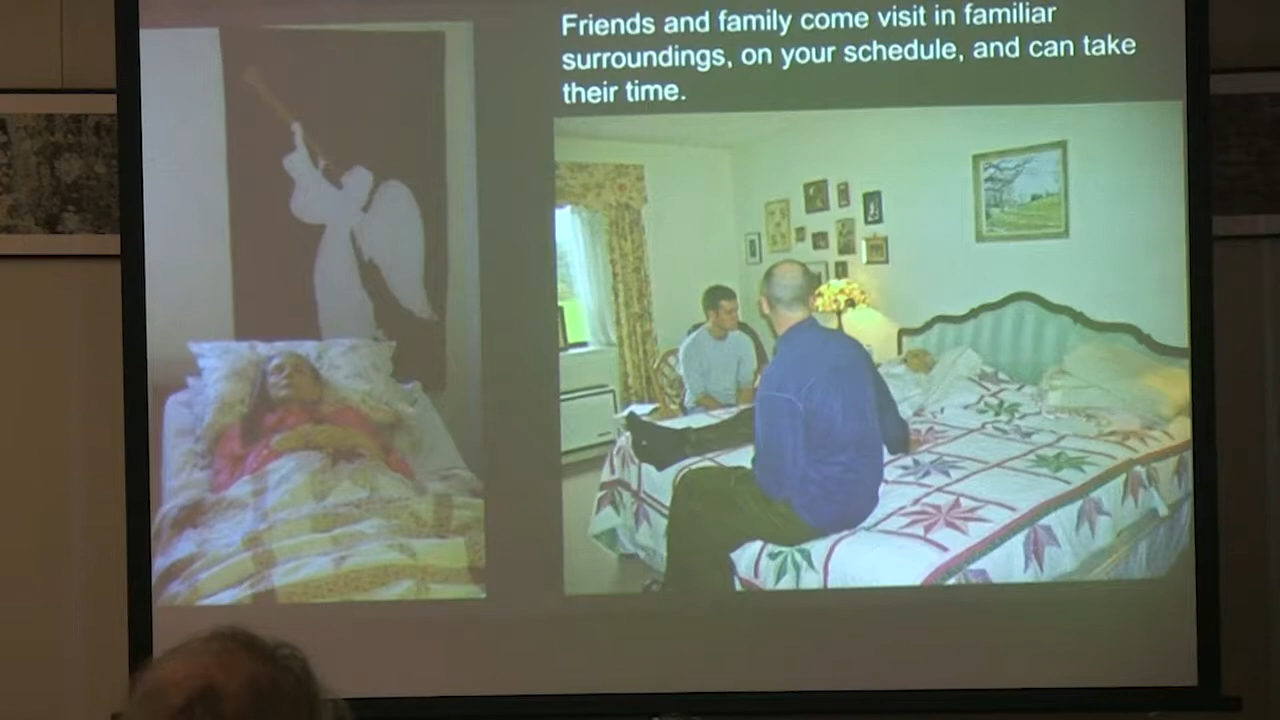 Friends and family come visit in familiar
surroundings, on your schedule, and can take
their time.